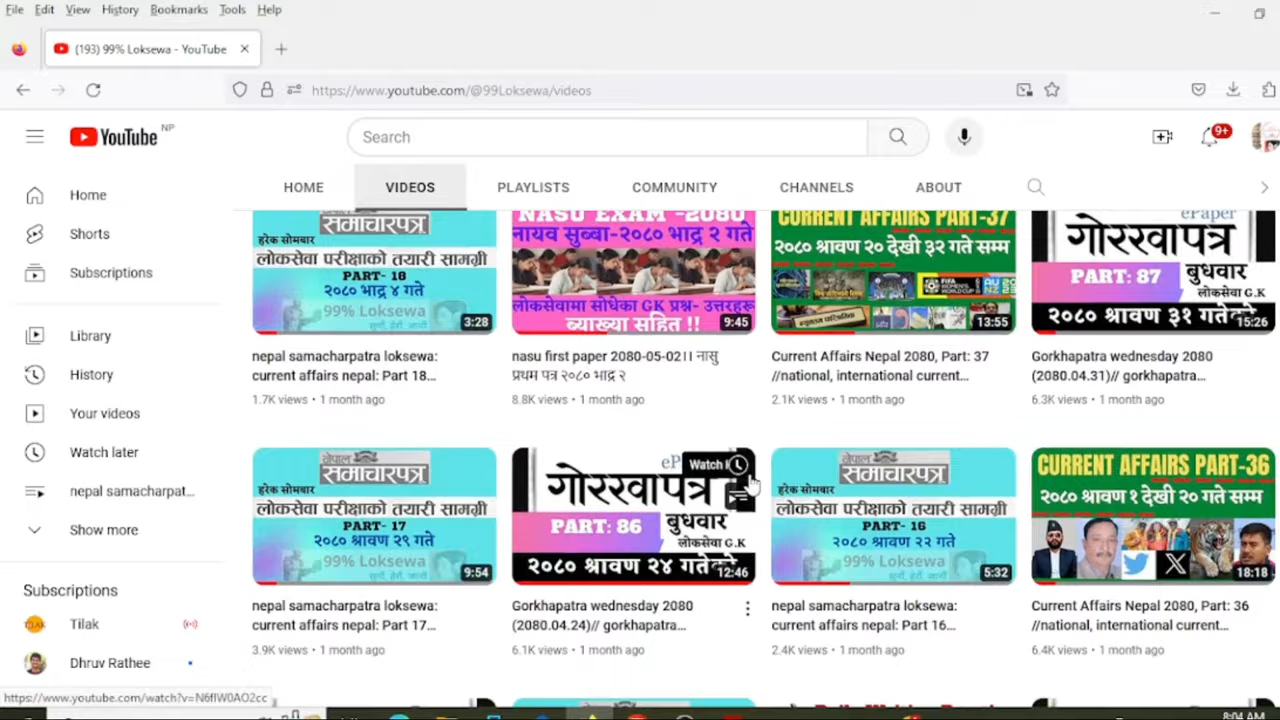 File Edit View History Bookmarks Tools Help
(193) 99% Loksewa - YouTube
https://www.youtube.com/@99Loksewa/videos
YouTube NP
Search
9+
HOME VIDEOS PLAYLISTS COMMUNITY CHANNELS ABOUT
Home
Shorts
Subscriptions
Library
History
Your videos
Watch later
nepal samacharpat...
Show more
Subscriptions
Tilak
Dhruv Rathee
समाचारपत्र
हरेक सोमबार
लोकसेवा परीक्षाको तयारी सामग्री
PART- 18
२०८० भाद्र ४ गते
99% Loksewa
3:28
nepal samacharpatra loksewa:
current affairs nepal: Part 18...
1.7K views • 1 month ago
NASU EXAM -2080
नायव सुब्बा-२०८० भाद्र २ गते
लोकसेवामा सोधेका GK प्रश्न- उत्तरहरू
ब्याख्या सहित !!
9:45
nasu first paper 2080-05-02।। नासु
प्रथम पत्र २०८० भाद्र २
8.8K views • 1 month ago
CURRENT AFFAIRS PART-37
२०८० श्रावण २० देखी ३२ गते सम्म
13:55
Current Affairs Nepal 2080, Part: 37
//national, international current...
2.1K views • 1 month ago
ePaper
गोरखापत्र
PART: 87 बुधवार
लोकसेवा G.K
२०८० श्रावण ३१ गते
15:26
Gorkhapatra wednesday 2080
(2080.04.31)// gorkhapatra...
6.3K views • 1 month ago
नेपाल
समाचारपत्र
हरेक सोमबार
लोकसेवा परीक्षाको तयारी सामग्री
PART- 17
२०८० श्रावण २९ गते
99% Loksewa
9:54
nepal samacharpatra loksewa:
current affairs nepal: Part 17...
3.9K views • 1 month ago
eP
Watch l
गोरखापत्र
PART: 86 बुधवार
लोकसेवा G.K
२०८० श्रावण २४ गते
12:46
Gorkhapatra wednesday 2080
(2080.04.24)// gorkhapatra...
6.1K views • 1 month ago
नेपाल
समाचारपत्र
हरेक सोमबार
लोकसेवा परीक्षाको तयारी सामग्री
PART- 16
२०८० श्रावण २२ गते
99% Loksewa
5:32
nepal samacharpatra loksewa:
current affairs nepal: Part 16...
2.4K views • 1 month ago
CURRENT AFFAIRS PART-36
२०८० श्रावण १ देखी २० गते सम्म
18:18
Current Affairs Nepal 2080, Part: 36
//national, international current...
6.4K views • 1 month ago
https://www.youtube.com/watch?v=N6flW0AO2cc
8:04 AM